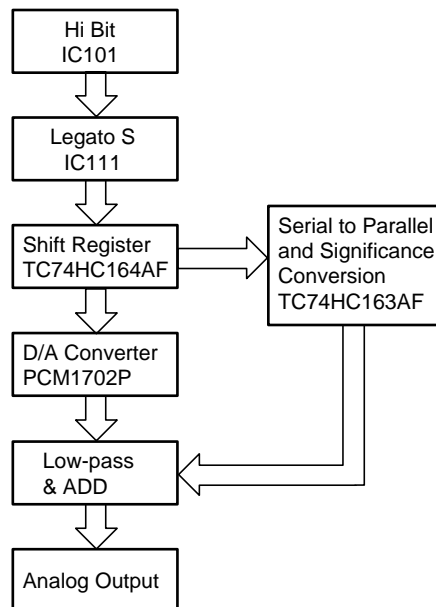 Hi Bit
IC101
Legato S
IC111
Shift Register
TC74HC164AF
Serial to Parallel
and Significance
Conversion
TC74HC163AF
D/A Converter
PCM1702P
Low-pass
& ADD
Analog Output